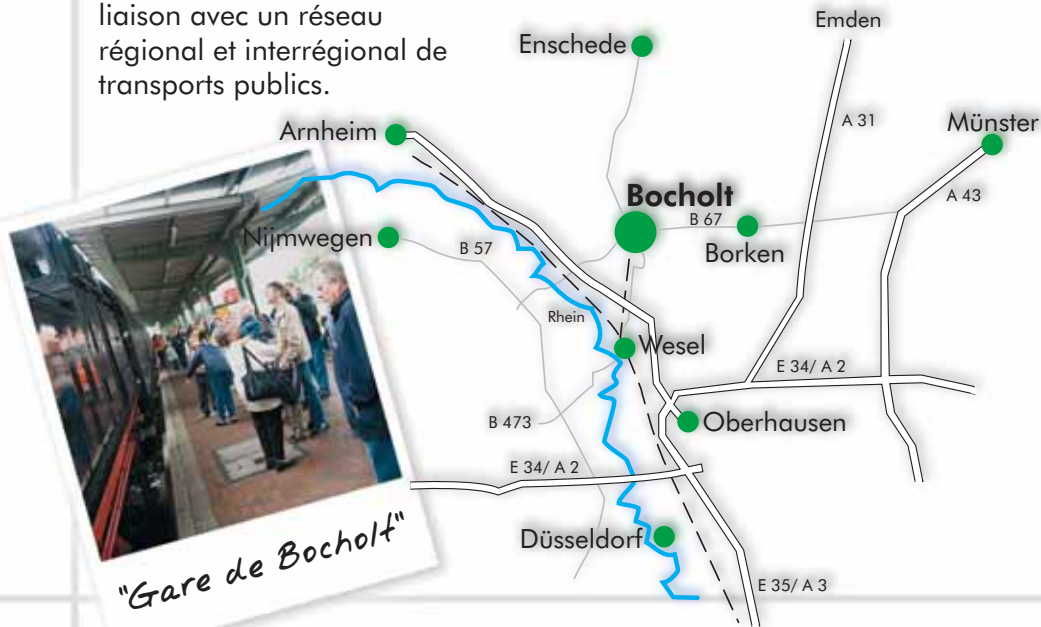 liaison avec un réseau
régional et interrégional de
transports publics.
Emden
Enschede
A 31
Münster
Arnheim
A 43
Bocholt
B 67
Nijmwegen
B 57
Borken
Rhein
Wesel
E 34/ A 2
B 473
Oberhausen
E 34/ A 2
Düsseldorf
"Gare de Bocholt"
E 35/ A 3